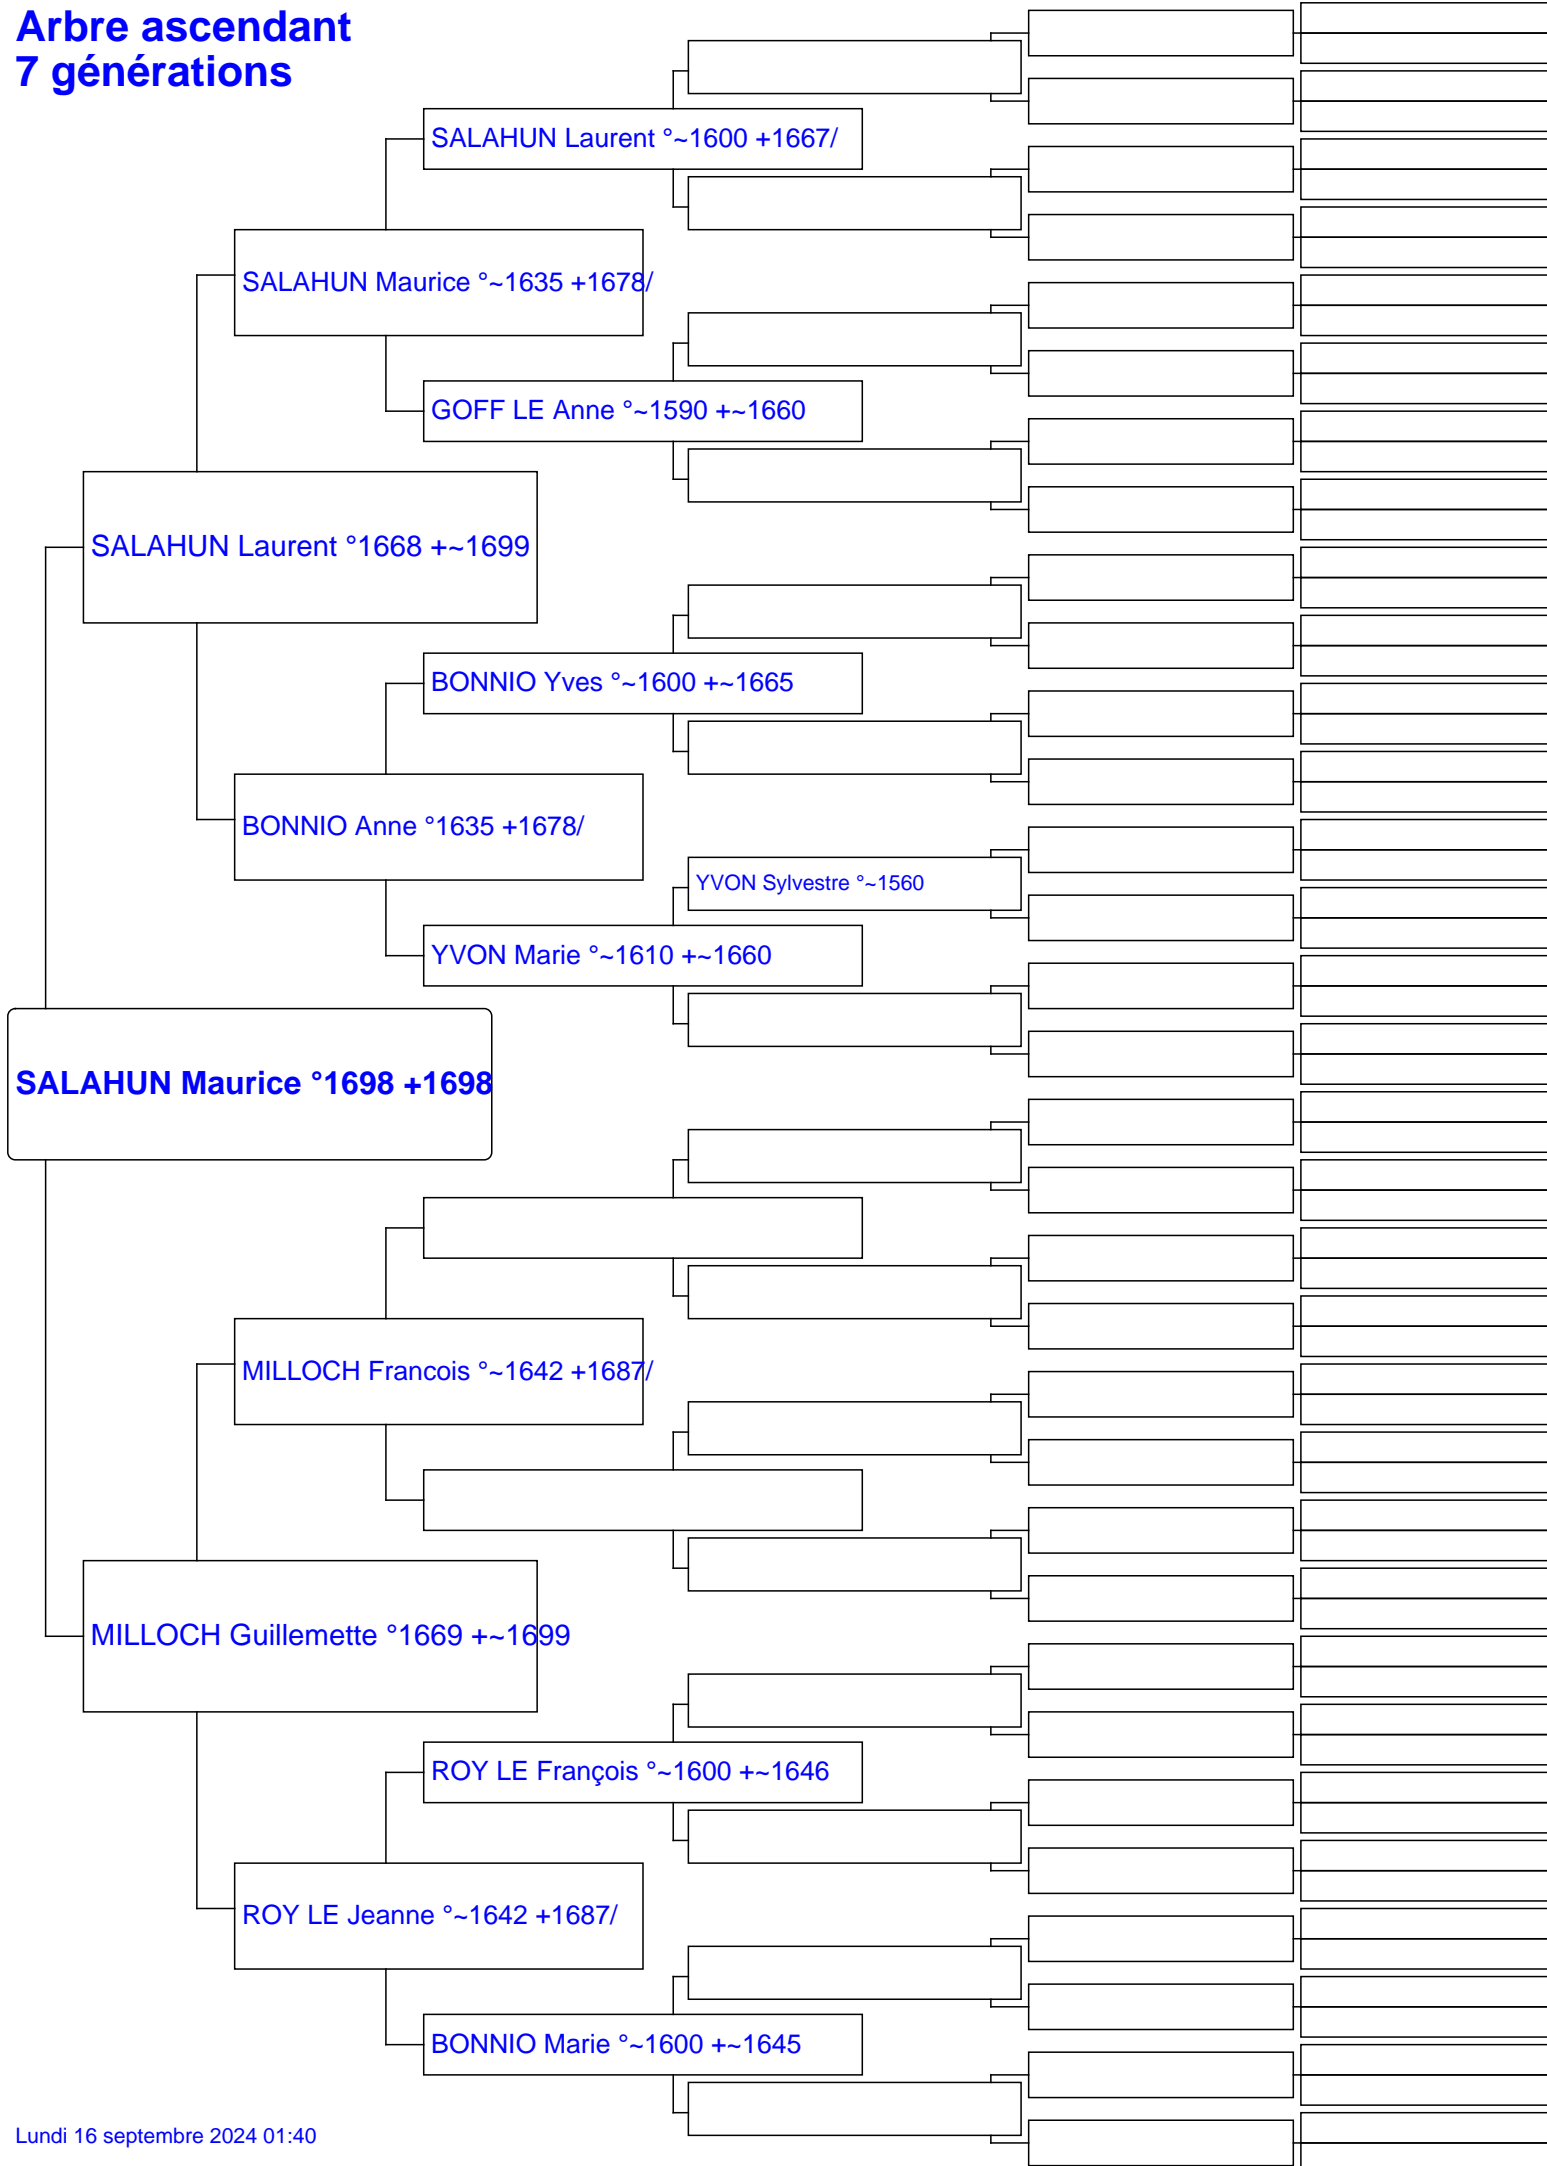 Arbre ascendant
7 générations
SALAHUN Laurent °~1600 +1667/
SALAHUN Maurice °~1635 +1678/
GOFF LE Anne °~1590 +~1660
SALAHUN Laurent °1668 +~1699
BONNIO Yves °~1600 +~1665
BONNIO Anne °1635 +1678/
YVON Sylvestre °~1560
YVON Marie °~1610 +~1660
SALAHUN Maurice °1698 +1698
MILLOCH Francois °~1642 +1687/
MILLOCH Guillemette °1669 +~1699
ROY LE François °~1600 +~1646
ROY LE Jeanne °~1642 +1687/
BONNIO Marie °~1600 +~1645
Lundi 16 septembre 2024 01:40